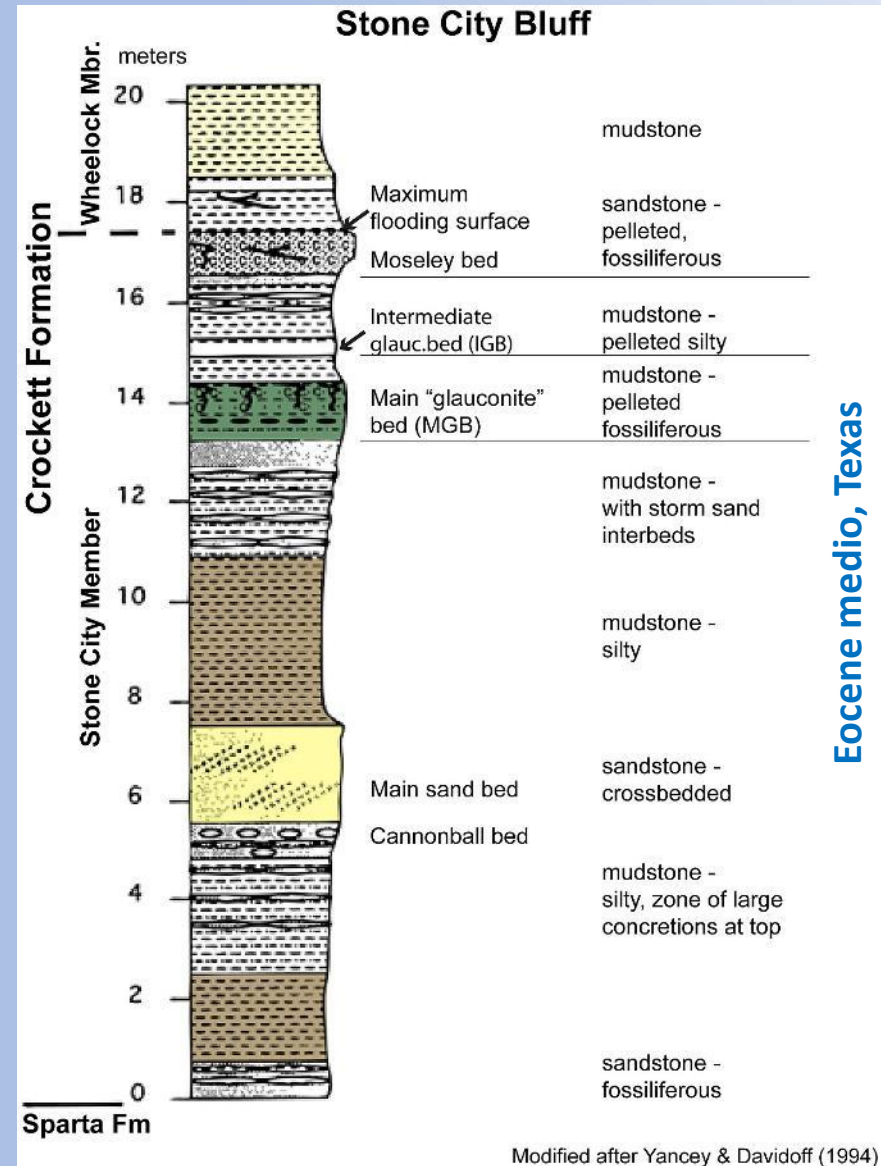 Stone City Bluff
meters
Wheelock Mbr.
Crockett Formation
Stone City Member
20
18
16
14
12
10
8
6
4
2
0
Sparta Fm
Maximum
flooding surface
Moseley bed
Intermediate
glauc.bed (IGB)
Main "glauconite"
bed (MGB)
Main sand bed
Cannonball bed
mudstone
sandstone -
pelleted,
fossiliferous
mudstone -
pelleted silty
mudstone -
pelleted
fossiliferous
mudstone -
with storm sand
interbeds
mudstone -
silty
sandstone -
crossbedded
mudstone -
silty, zone of large
concretions at top
sandstone -
fossiliferous
Eocene medio, Texas
Modified after Yancey & Davidoff (1994)